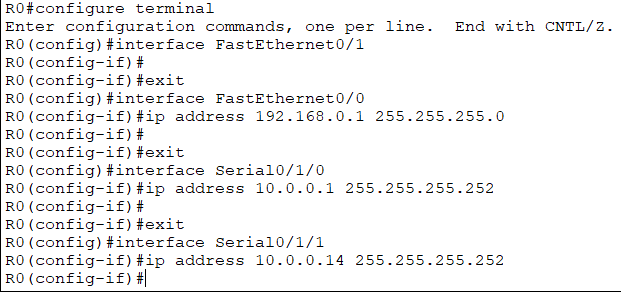 R0#configure terminal
Enter configuration commands, one per line.  End with CNTL/Z.
R0(config)#interface FastEthernet0/1
R0(config-if)#
R0(config-if)#exit
R0(config)#interface FastEthernet0/0
R0(config-if)#ip address 192.168.0.1 255.255.255.0
R0(config-if)#
R0(config-if)#exit
R0(config)#interface Serial0/1/0
R0(config-if)#ip address 10.0.0.1 255.255.255.252
R0(config-if)#
R0(config-if)#exit
R0(config)#interface Serial0/1/1
R0(config-if)#ip address 10.0.0.14 255.255.255.252
R0(config-if)#